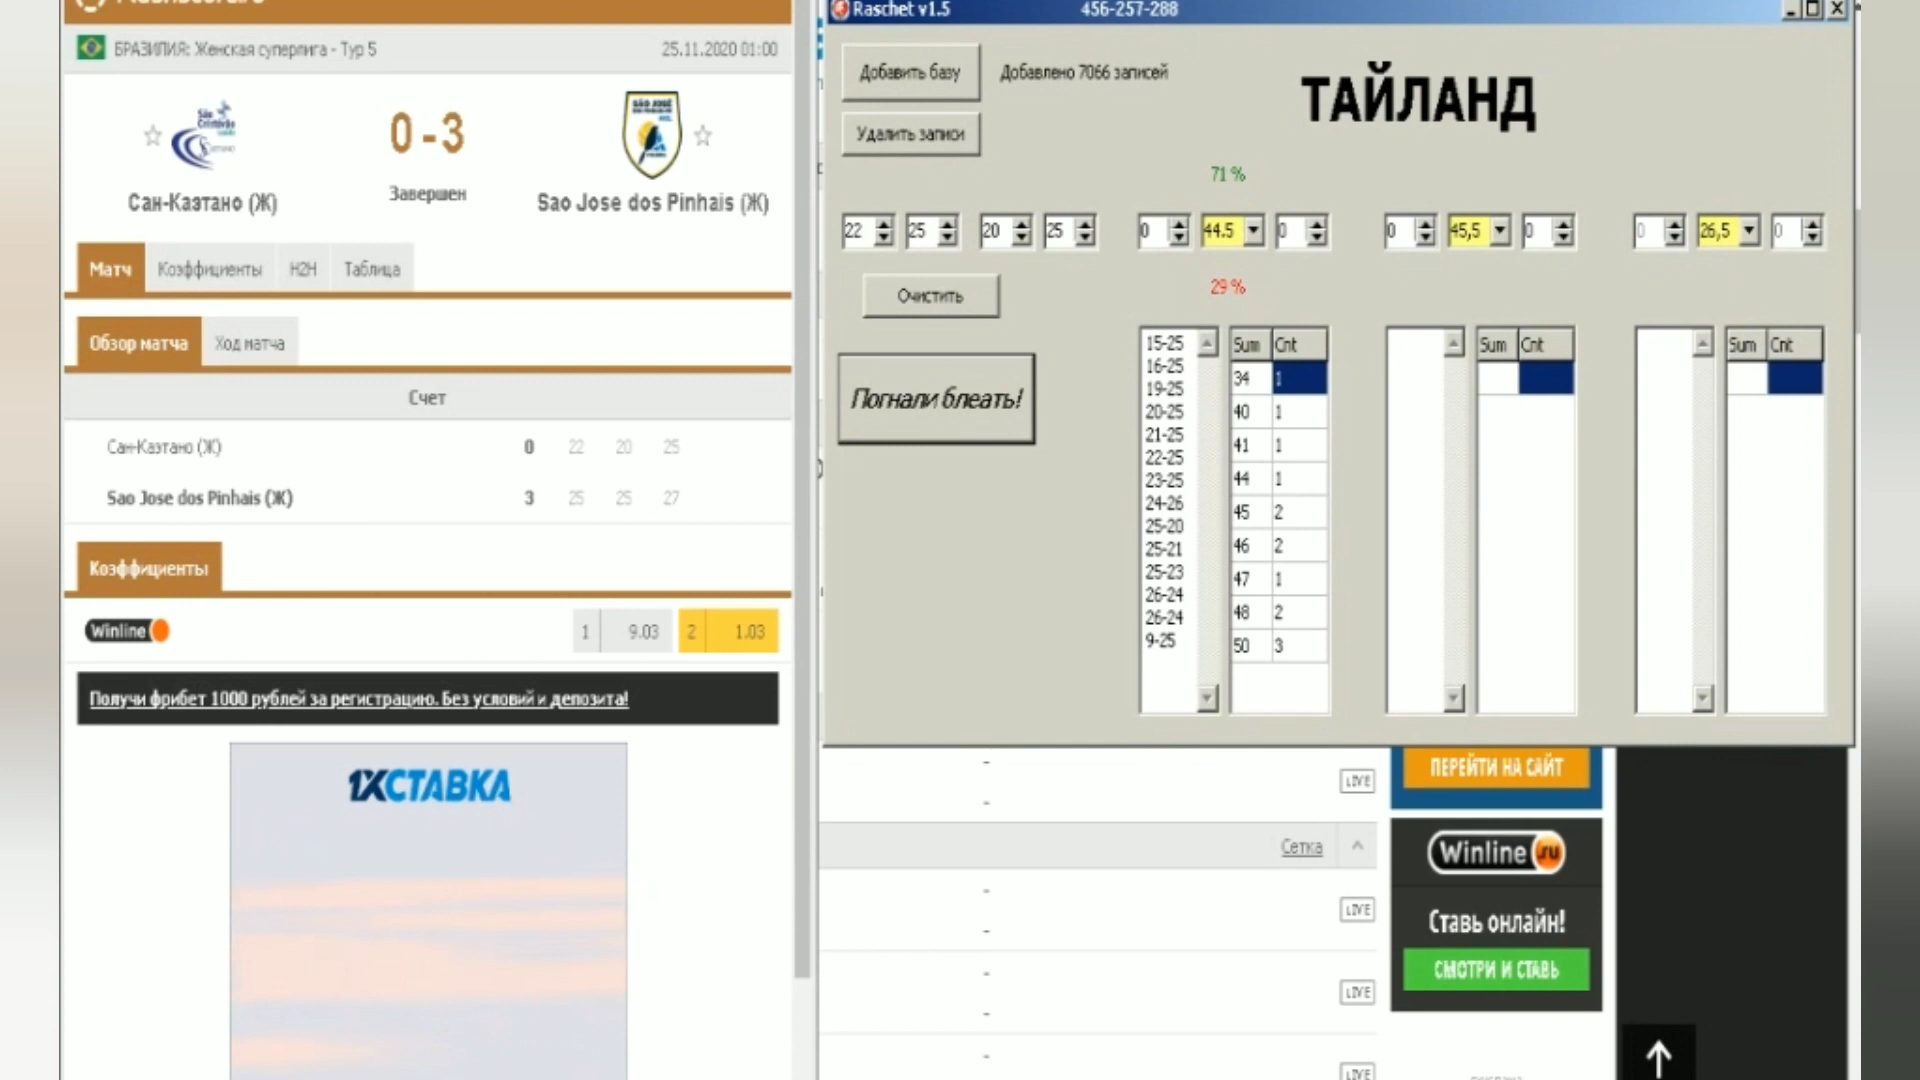 БРАЗИЛИЯ: Женская суперлига - Тур 5
25.11.2020 01:00
0 - 3
Завершен
Сан-Каэтано (Ж)
Sao Jose dos Pinhais (Ж)
Матч
Коэффициенты
H2H
Таблица
Обзор матча
Ход матча
Счет
Сан-Каэтано (Ж) 0 22 20 25
Sao Jose dos Pinhais (Ж) 3 25 25 27
Коэффициенты
Winline
1 9.03
2 1.03
Получи фрибет 1000 рублей за регистрацию. Без условий и депозита!
1ХСТАВКА
Raschet v1.5
456-257-288
Добавить базу
Добавлено 7066 записей
ТАЙЛАНД
Удалить записи
71 %
22 25 20 25 0 44.5 0 0 45,5 0 0 26,5 0
Очистить
29 %
Погнали блеать!
15-25
16-25
19-25
20-25
21-25
22-25
23-25
24-26
25-20
25-21
25-23
26-24
26-24
9-25
Sum Cnt
34 1
40 1
41 1
44 1
45 2
46 2
47 1
48 2
50 3
Sum Cnt
Sum Cnt
-
-
LIVE
Сетка
-
-
LIVE
-
-
LIVE
-
LIVE
ПЕРЕЙТИ НА САЙТ
Winline.ru
Ставь онлайн!
СМОТРИ И СТАВЬ